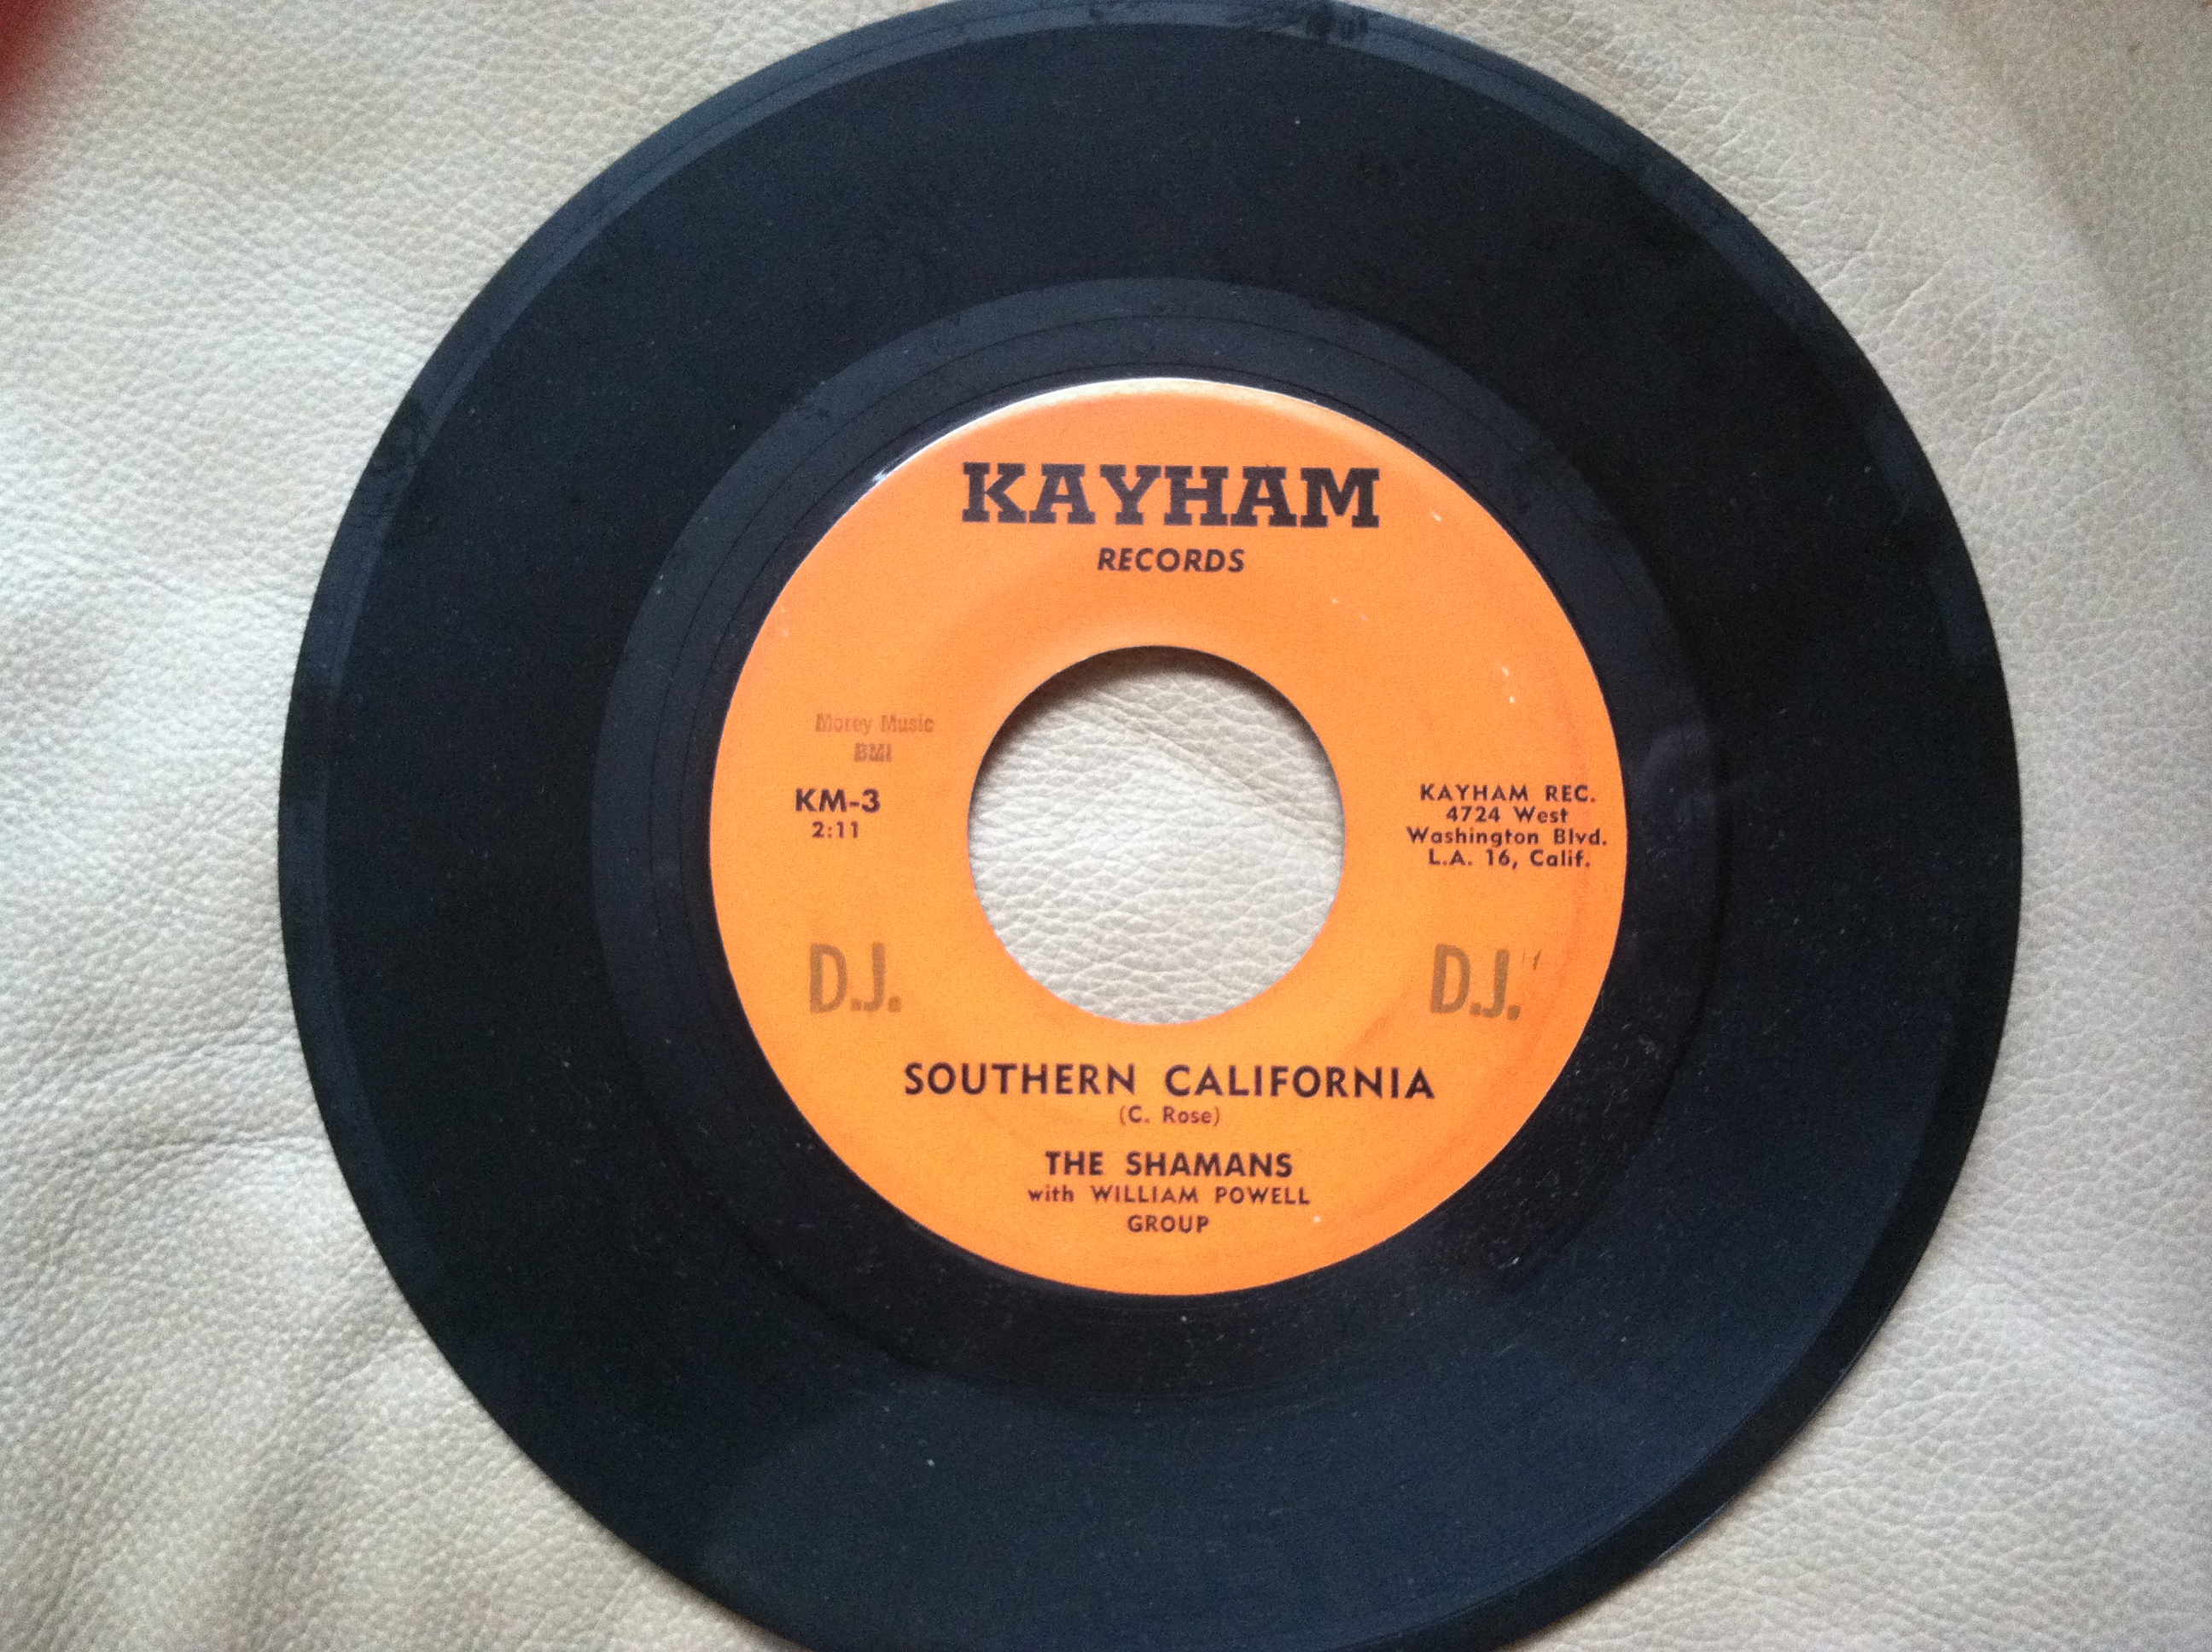 KAYHAM
RECORDS
Morey Music
BMI
KM-3
2:11
KAYHAM REC.
4724 West
Washington Blvd.
L.A. 16, Calif.
D.J.
D.J.
SOUTHERN CALIFORNIA
(C. Rose)
THE SHAMANS
with WILLIAM POWELL
GROUP